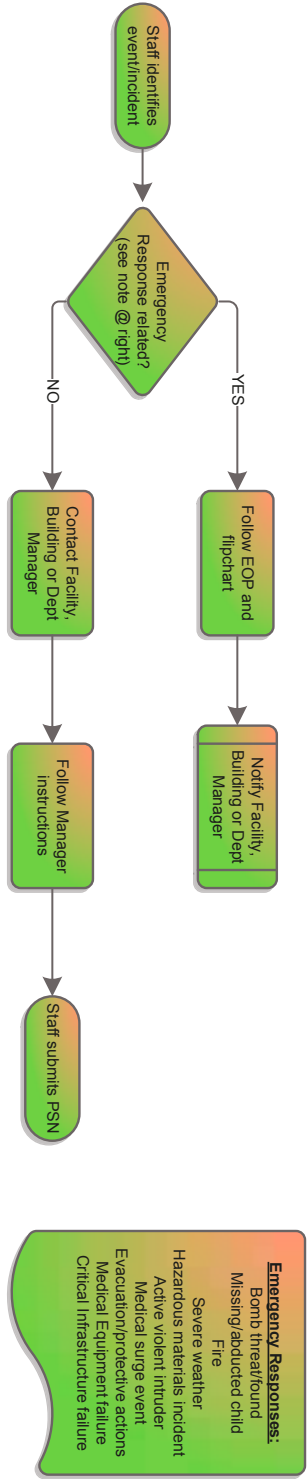 Staff identifies
event/incident
Emergency
Response related?
(see note @ right)
YES
Follow EOP and
flipchart
Notify Facility,
Building or Dept
Manager
NO
Contact Facility,
Building or Dept
Manager
Follow Manager
instructions
Staff submits PSN
Emergency Responses:
Bomb threat/found
Missing/abducted child
Fire
Severe weather
Hazardous materials incident
Active violent intruder
Medical surge event
Evacuation/protective actions
Medical Equipment failure
Critical Infrastructure failure